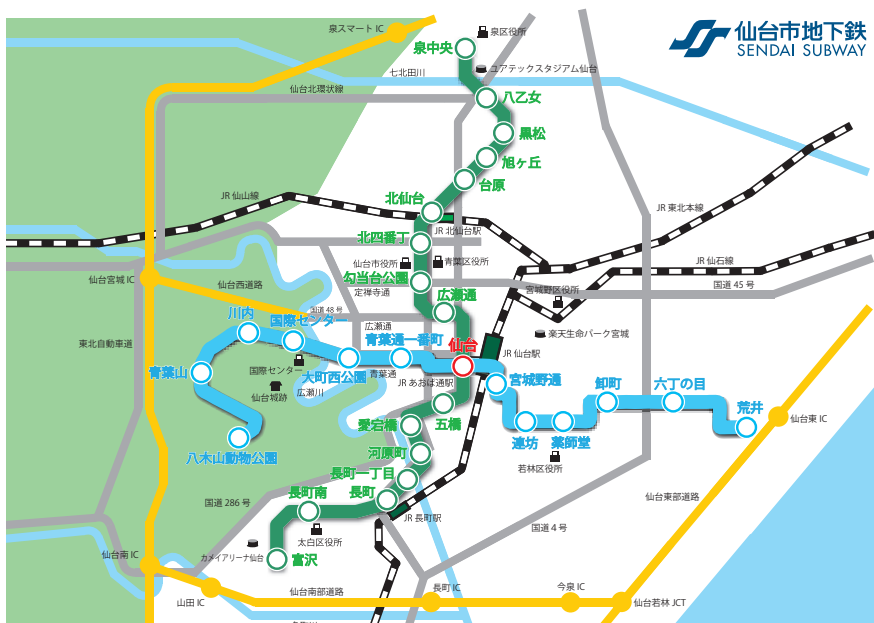 仙台市地下鉄
SENDAI SUBWAY
泉スマート IC
泉区役所
泉中央
七北田川
ユアテックスタジアム仙台
仙台北環状線
八乙女
黒松
旭ヶ丘
台原
JR 仙山線
北仙台
JR 東北本線
北四番丁
JR 北仙台駅
仙台市役所
青葉区役所
JR 仙石線
仙台宮城 IC
仙台西道路
勾当台公園
定禅寺通
広瀬通
宮城野区役所
国道 45 号
国道 48 号
川内
国際センター
広瀬通
楽天生命パーク宮城
東北自動車道
青葉通一番町
仙台
JR 仙台駅
青葉山
国際センター
大町西公園
青葉通
JR あおば通駅
宮城野通
卸町
六丁の目
仙台城跡
広瀬川
荒井
仙台東 IC
愛宕橋
五橋
連坊
薬師堂
八木山動物公園
河原町
若林区役所
長町一丁目
長町南
長町
仙台東部道路
国道 286 号
JR 長町駅
国道 4 号
太白区役所
カメイアリーナ仙台
仙台南 IC
富沢
山田 IC
仙台南部道路
長町 IC
今泉 IC
仙台若林 JCT